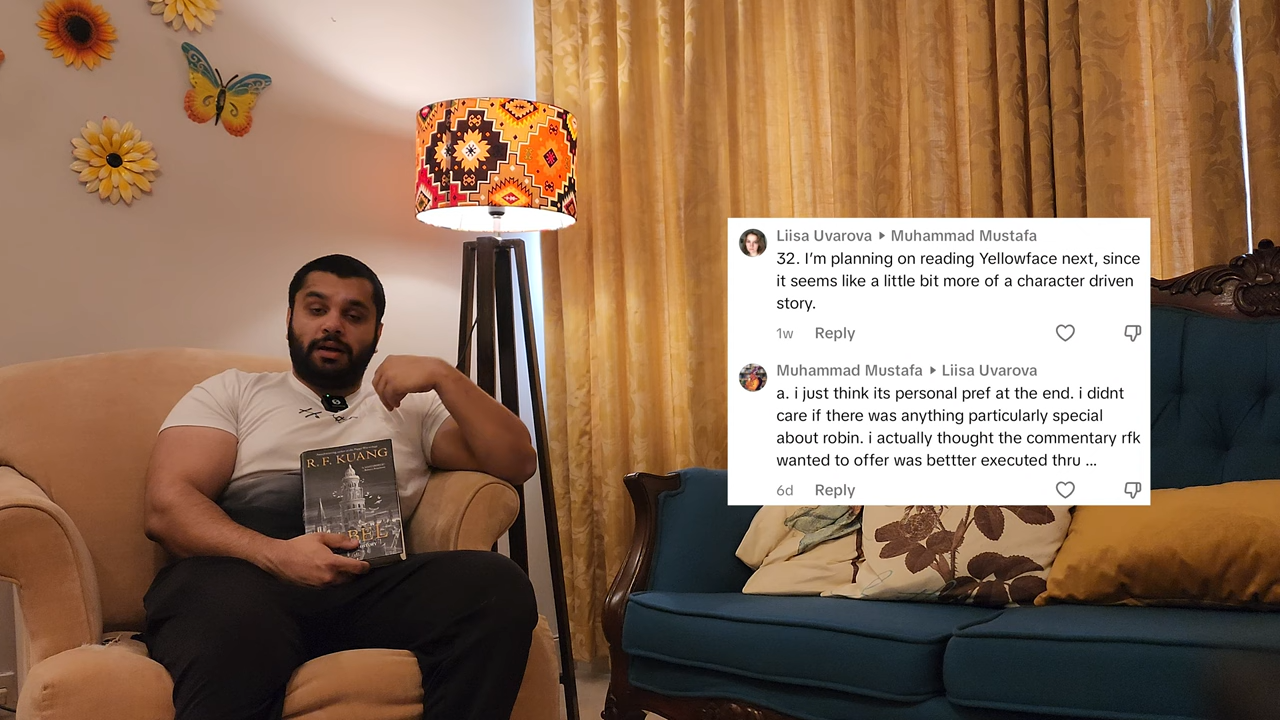 R. F. KUANG
Liisa Uvarova ▸ Muhammad Mustafa
32. I'm planning on reading Yellowface next, since
it seems like a little bit more of a character driven
story.
1w Reply
Muhammad Mustafa ▸ Liisa Uvarova
a. i just think its personal pref at the end. i didnt
care if there was anything particularly special
about robin. i actually thought the commentary rfk
wanted to offer was bettter executed thru ...
6d Reply